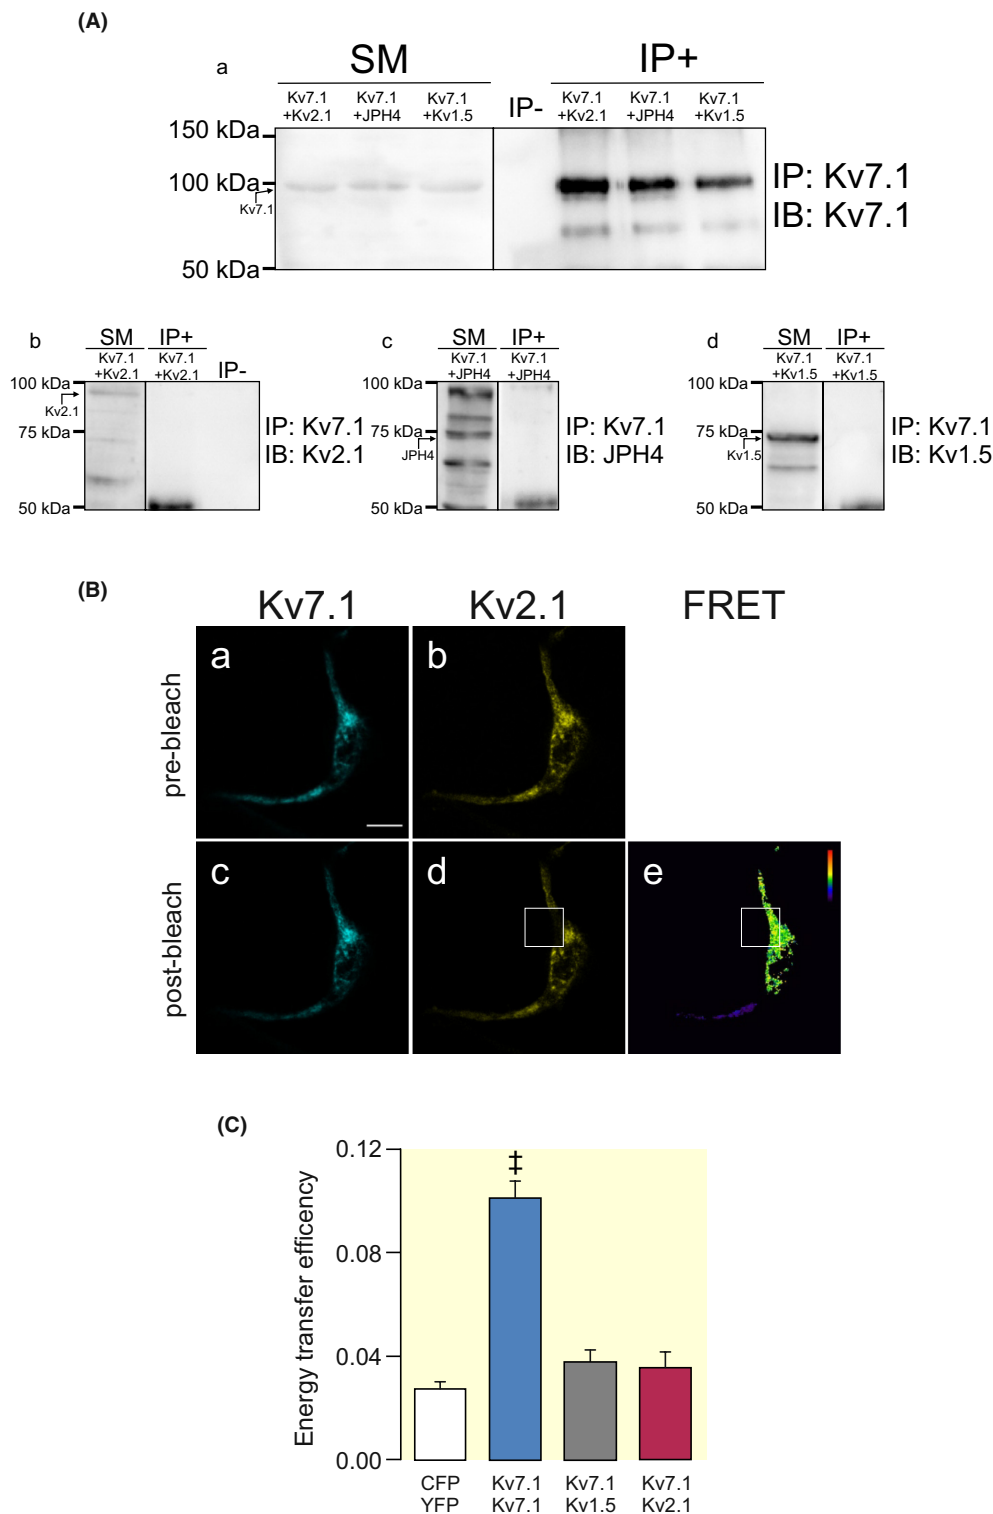 (A)
a
SM
IP+
Kv7.1 +Kv2.1
Kv7.1 +JPH4
Kv7.1 +Kv1.5
IP-
Kv7.1 +Kv2.1
Kv7.1 +JPH4
Kv7.1 +Kv1.5
150 kDa
100 kDa
Kv7.1
50 kDa
IP: Kv7.1
IB: Kv7.1
b
SM
IP+
Kv7.1 +Kv2.1
Kv7.1 +Kv2.1
IP-
100 kDa
Kv2.1
75 kDa
50 kDa
IP: Kv7.1
IB: Kv2.1
c
SM
IP+
Kv7.1 +JPH4
Kv7.1 +JPH4
100 kDa
75 kDa
JPH4
50 kDa
IP: Kv7.1
IB: JPH4
d
SM
IP+
Kv7.1 +Kv1.5
Kv7.1 +Kv1.5
100 kDa
75 kDa
Kv1.5
50 kDa
IP: Kv7.1
IB: Kv1.5
(B)
Kv7.1
Kv2.1
FRET
pre-bleach
a
b
post-bleach
c
d
e
(C)
Energy transfer efficency
0.12
0.08
0.04
0.00
‡
CFP
YFP
Kv7.1
Kv7.1
Kv7.1
Kv1.5
Kv7.1
Kv2.1